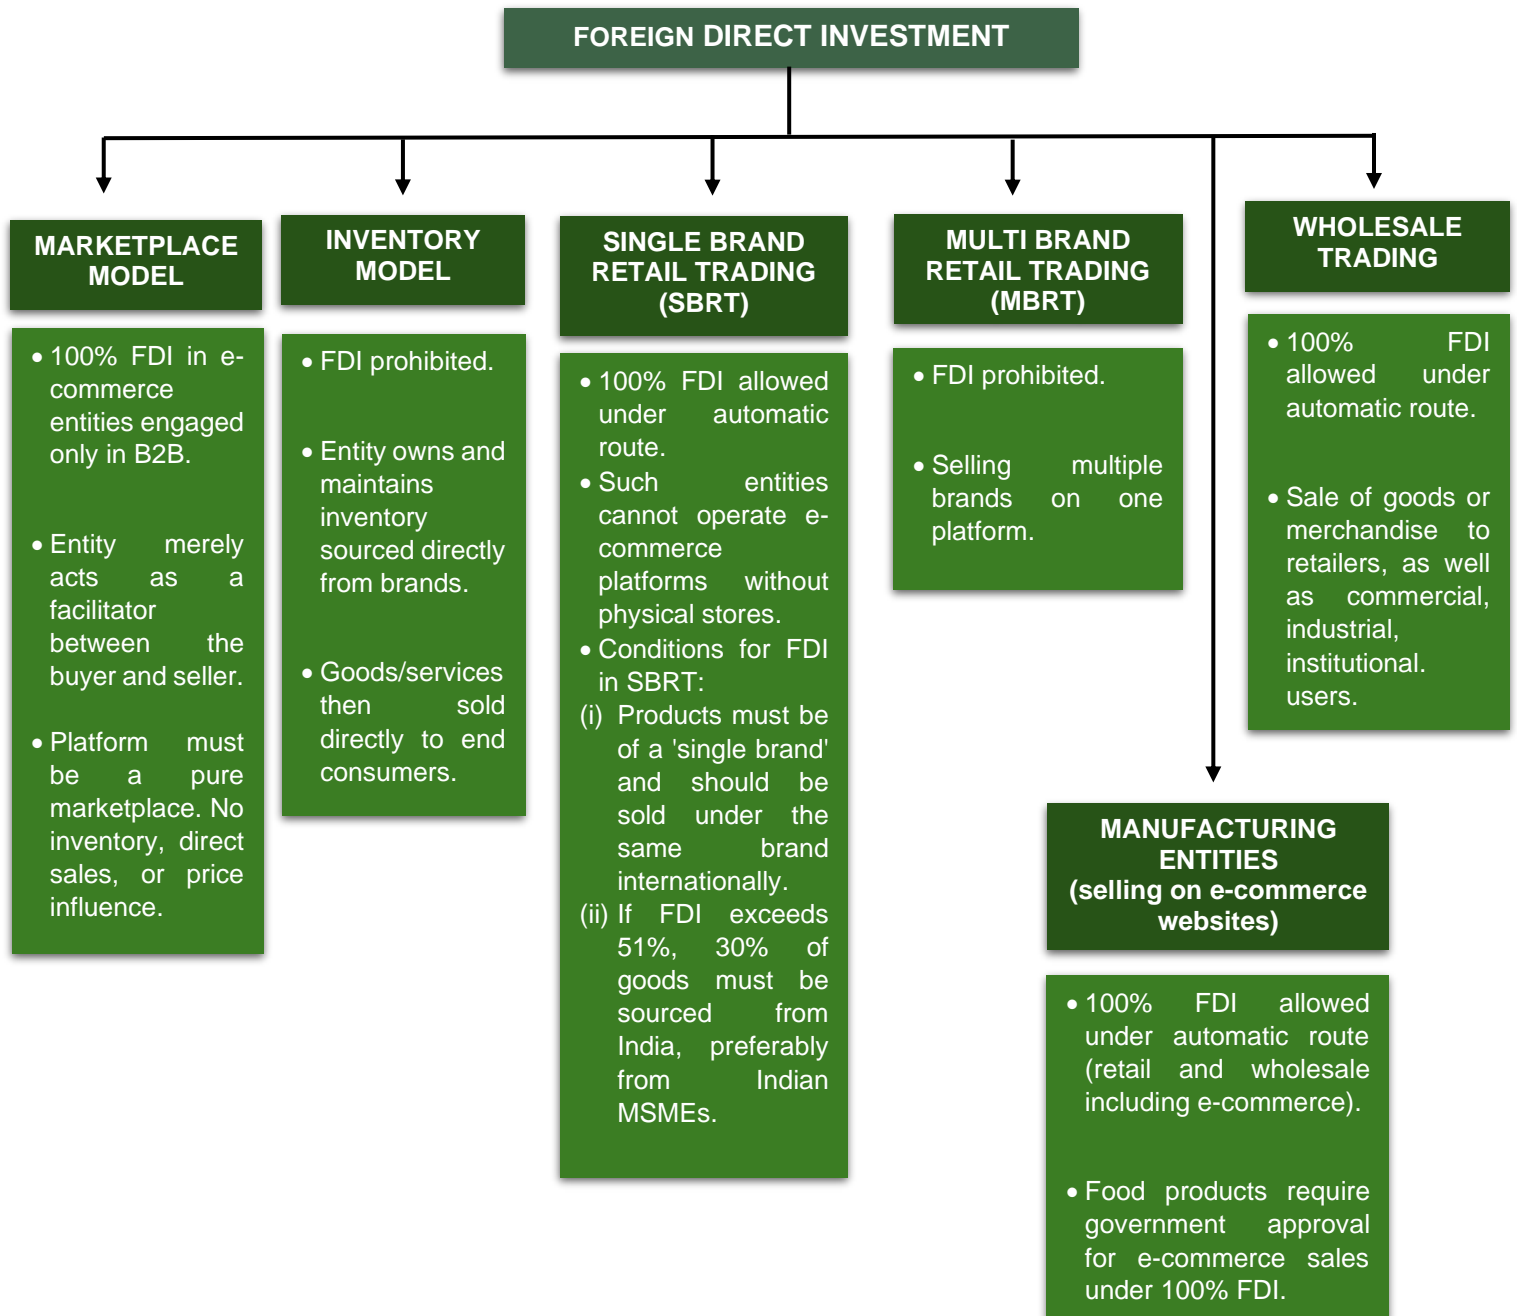 FOREIGN DIRECT INVESTMENT
MARKETPLACE
MODEL
• 100% FDI in e-
commerce
entities engaged
only in B2B.
• Entity merely
acts as a
facilitator
between the
buyer and seller.
• Platform must
be a pure
marketplace. No
inventory, direct
sales, or price
influence.
INVENTORY
MODEL
• FDI prohibited.
• Entity owns and
maintains
inventory
sourced directly
from brands.
• Goods/services
then sold
directly to end
consumers.
SINGLE BRAND
RETAIL TRADING
(SBRT)
• 100% FDI allowed
under automatic
route.
• Such entities
cannot operate e-
commerce
platforms without
physical stores.
• Conditions for FDI
in SBRT:
(i) Products must be
of a 'single brand'
and should be
sold under the
same brand
internationally.
(ii) If FDI exceeds
51%, 30% of
goods must be
sourced from
India, preferably
from Indian
MSMEs.
MULTI BRAND
RETAIL TRADING
(MBRT)
• FDI prohibited.
• Selling multiple
brands on one
platform.
WHOLESALE
TRADING
• 100% FDI
allowed under
automatic route.
• Sale of goods or
merchandise to
retailers, as well
as commercial,
industrial,
institutional.
users.
MANUFACTURING
ENTITIES
(selling on e-commerce
websites)
• 100% FDI allowed
under automatic route
(retail and wholesale
including e-commerce).
• Food products require
government approval
for e-commerce sales
under 100% FDI.